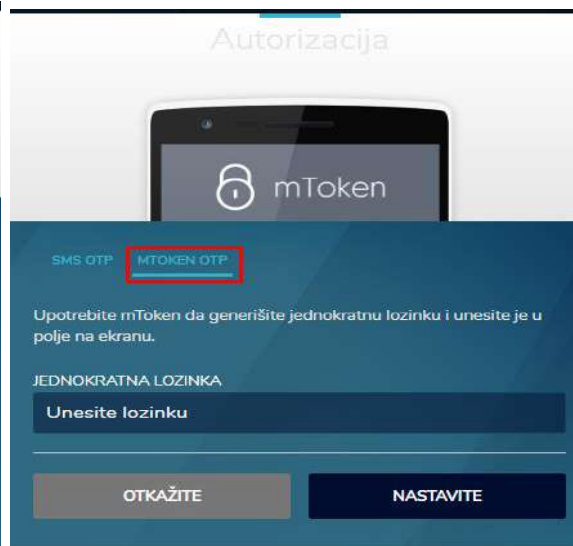 Autorizacija
mToken
SMS OTP MTOKEN OTP
Upotrebite mToken da generišite jednokratnu lozinku i unesite je u
polje na ekranu.
JEDNOKRATNA LOZINKA
Unesite lozinku
OTKAŽITE NASTAVITE